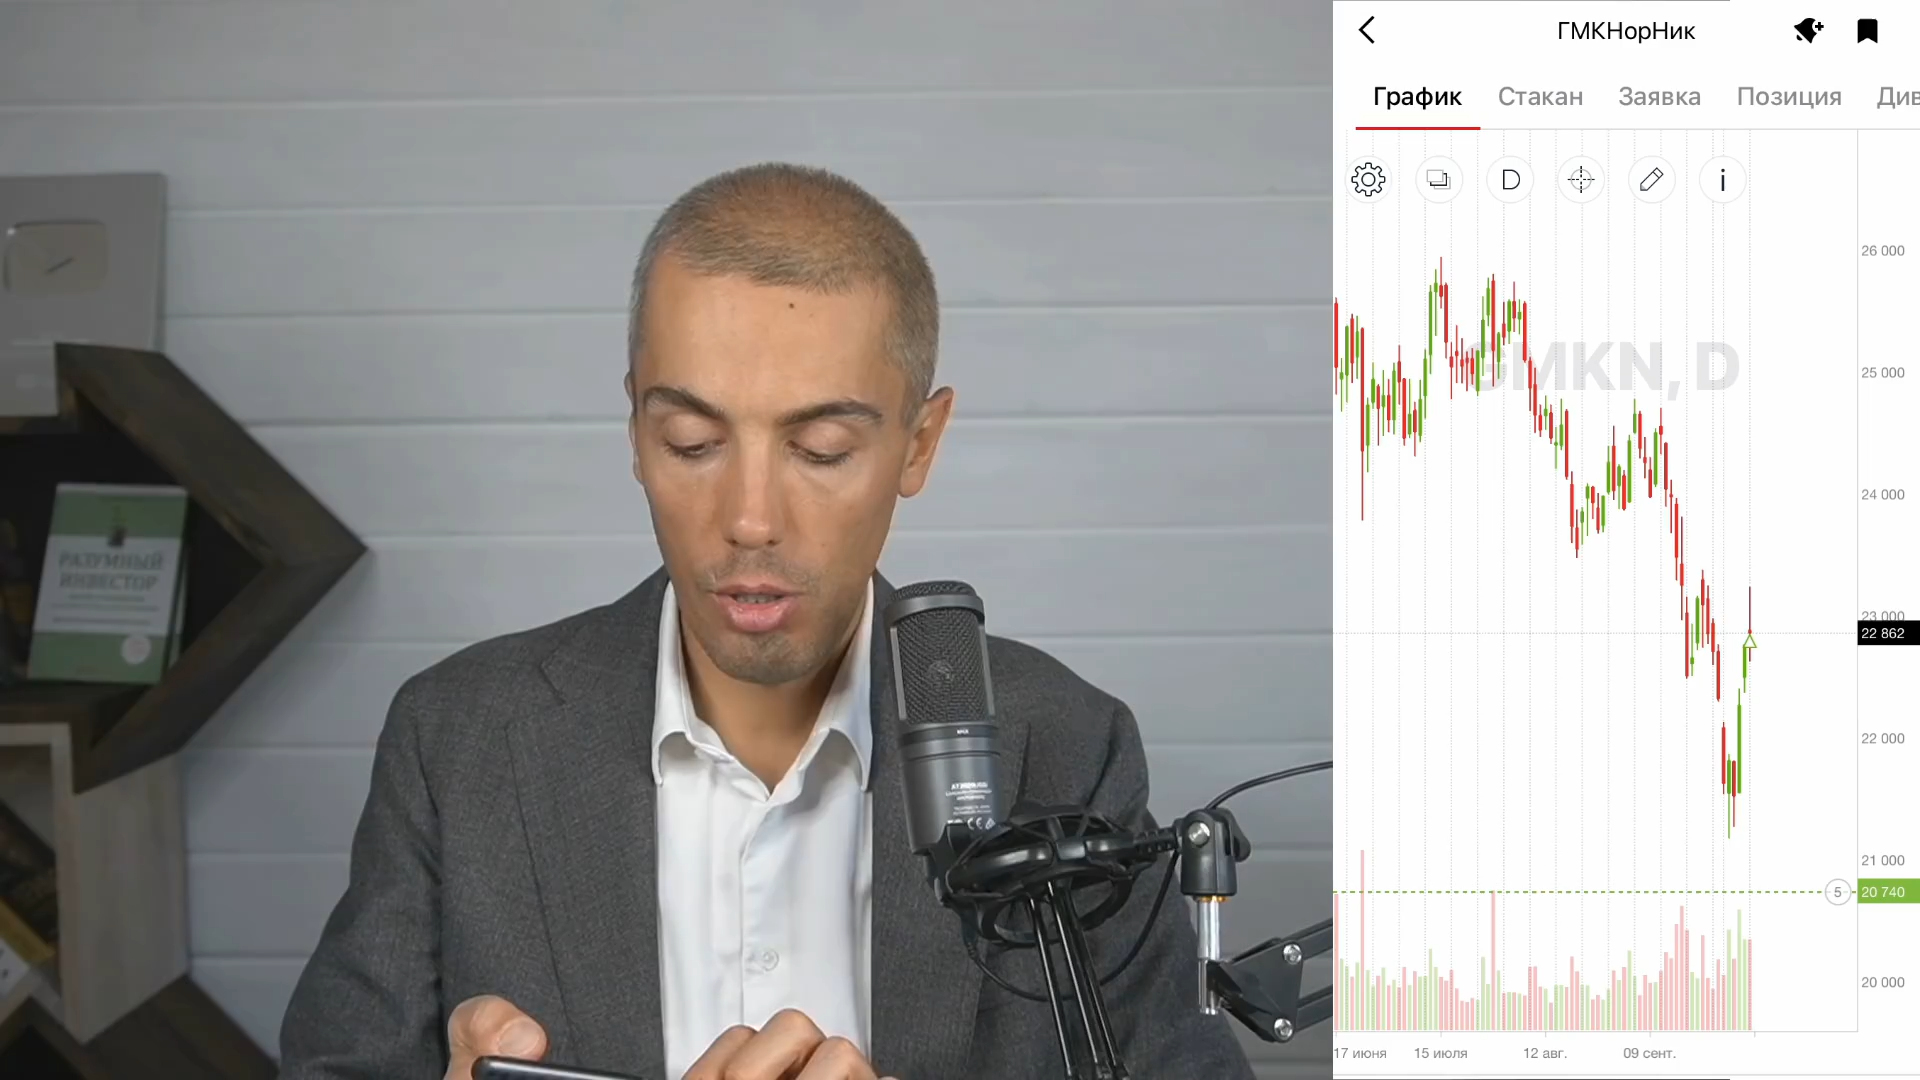 ГМКНорНик
График Стакан Заявка Позиция Див
D
i
GMKN, D
26 000
25 000
24 000
23 000
22 862
22 000
21 000
5
20 740
20 000
17 июня 15 июля 12 авг. 09 сент.
РАЗУМНЫЙ
ИНВЕСТОР